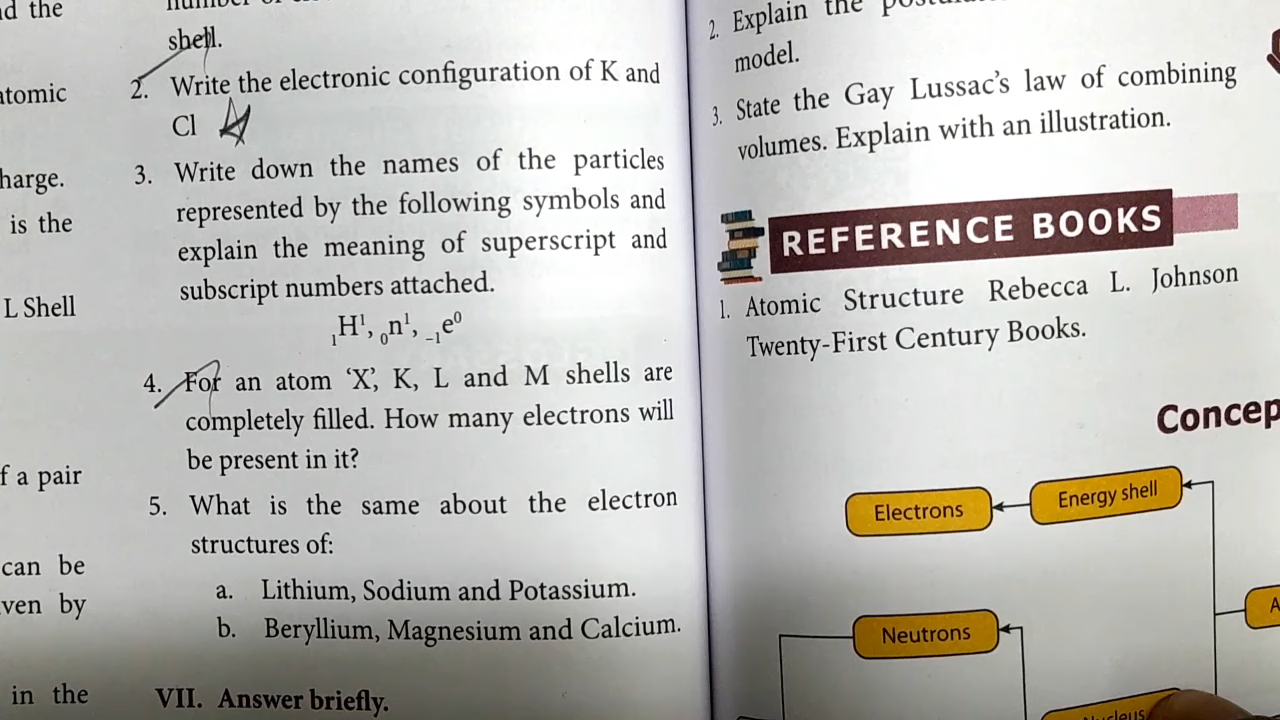 d the
atomic
harge.
is the
L Shell
f a pair
can be
ven by
in the
shell.
2. Write the electronic configuration of K and
Cl
3. Write down the names of the particles
represented by the following symbols and
explain the meaning of superscript and
subscript numbers attached.
₁H¹, ₀n¹, ₋₁e⁰
4. For an atom ‘X’, K, L and M shells are
completely filled. How many electrons will
be present in it?
5. What is the same about the electron
structures of:
a. Lithium, Sodium and Potassium.
b. Beryllium, Magnesium and Calcium.
VII. Answer briefly.
2. Explain the
model.
3. State the Gay Lussac’s law of combining
volumes. Explain with an illustration.
REFERENCE BOOKS
1. Atomic Structure Rebecca L. Johnson
Twenty-First Century Books.
Concep
Electrons
Energy shell
A
Neutrons
Nucleus